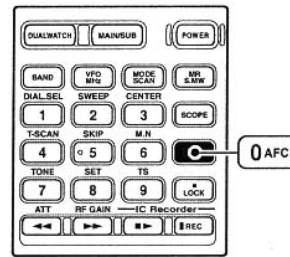 DUALWATCH MAIN/SUB POWER
BAND VFO MHz MODE SCAN MR S.MW
DIAL.SEL SWEEP CENTER
1 2 3 SCOPE
T-SCAN SKIP M.N
4 5 6 0 AFC
TONE SET TS
7 8 9 LOCK
ATT RF GAIN IC Recorder
◄◄ ►► ■► REC